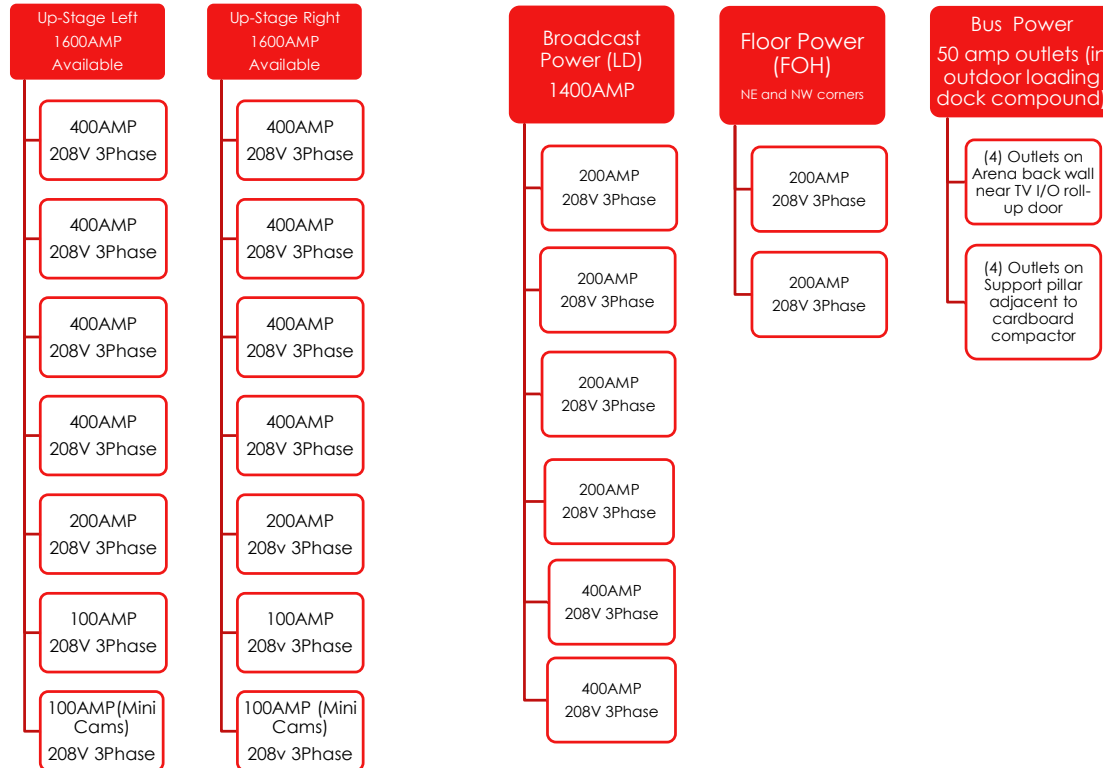 Up-Stage Left
1600AMP
Available
400AMP
208V 3Phase
400AMP
208V 3Phase
400AMP
208V 3Phase
400AMP
208V 3Phase
200AMP
208V 3Phase
100AMP
208V 3Phase
100AMP(Mini
Cams)
208V 3Phase
Up-Stage Right
1600AMP
Available
400AMP
208V 3Phase
400AMP
208V 3Phase
400AMP
208V 3Phase
400AMP
208V 3Phase
200AMP
208v 3Phase
100AMP
208v 3Phase
100AMP (Mini
Cams)
208v 3Phase
Broadcast
Power (LD)
1400AMP
200AMP
208V 3Phase
200AMP
208V 3Phase
200AMP
208V 3Phase
200AMP
208V 3Phase
400AMP
208V 3Phase
400AMP
208V 3Phase
Floor Power
(FOH)
NE and NW corners
200AMP
208V 3Phase
200AMP
208V 3Phase
Bus Power
50 amp outlets (in
outdoor loading
dock compound)
(4) Outlets on
Arena back wall
near TV I/O roll-
up door
(4) Outlets on
Support pillar
adjacent to
cardboard
compactor